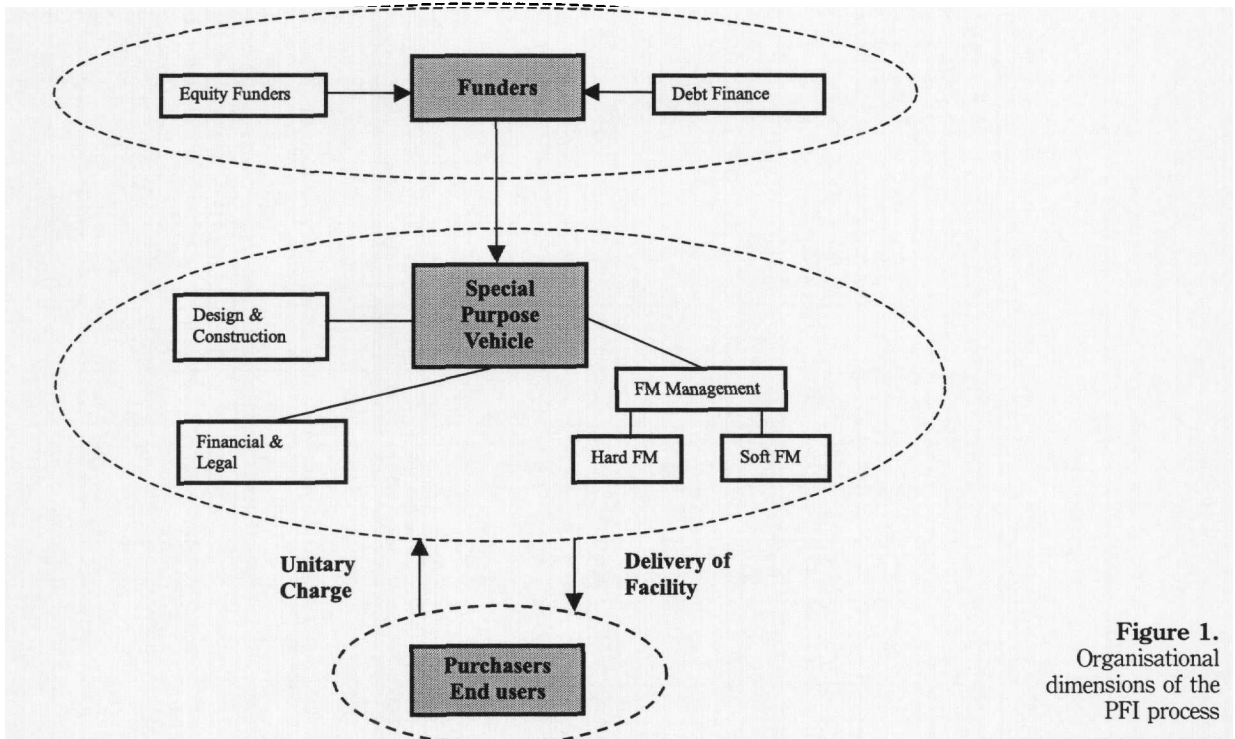 Equity Funders
Funders
Debt Finance
Special
Purpose
Vehicle
Design &
Construction
FM Management
Financial &
Legal
Hard FM
Soft FM
Unitary
Charge
Delivery of
Facility
Purchasers
End users
Figure 1.
Organisational
dimensions of the
PFI process